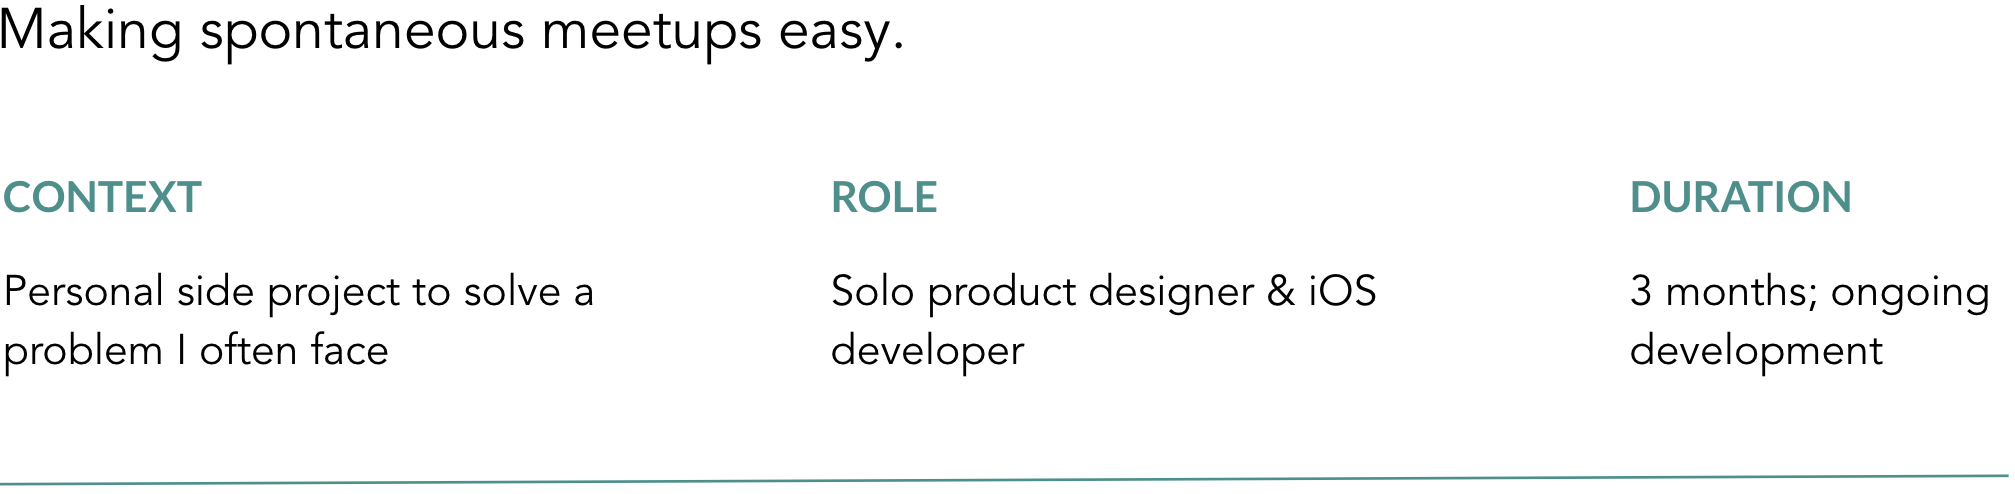 Making spontaneous meetups easy.
CONTEXT
Personal side project to solve a
problem I often face
ROLE
Solo product designer & iOS
developer
DURATION
3 months; ongoing
development